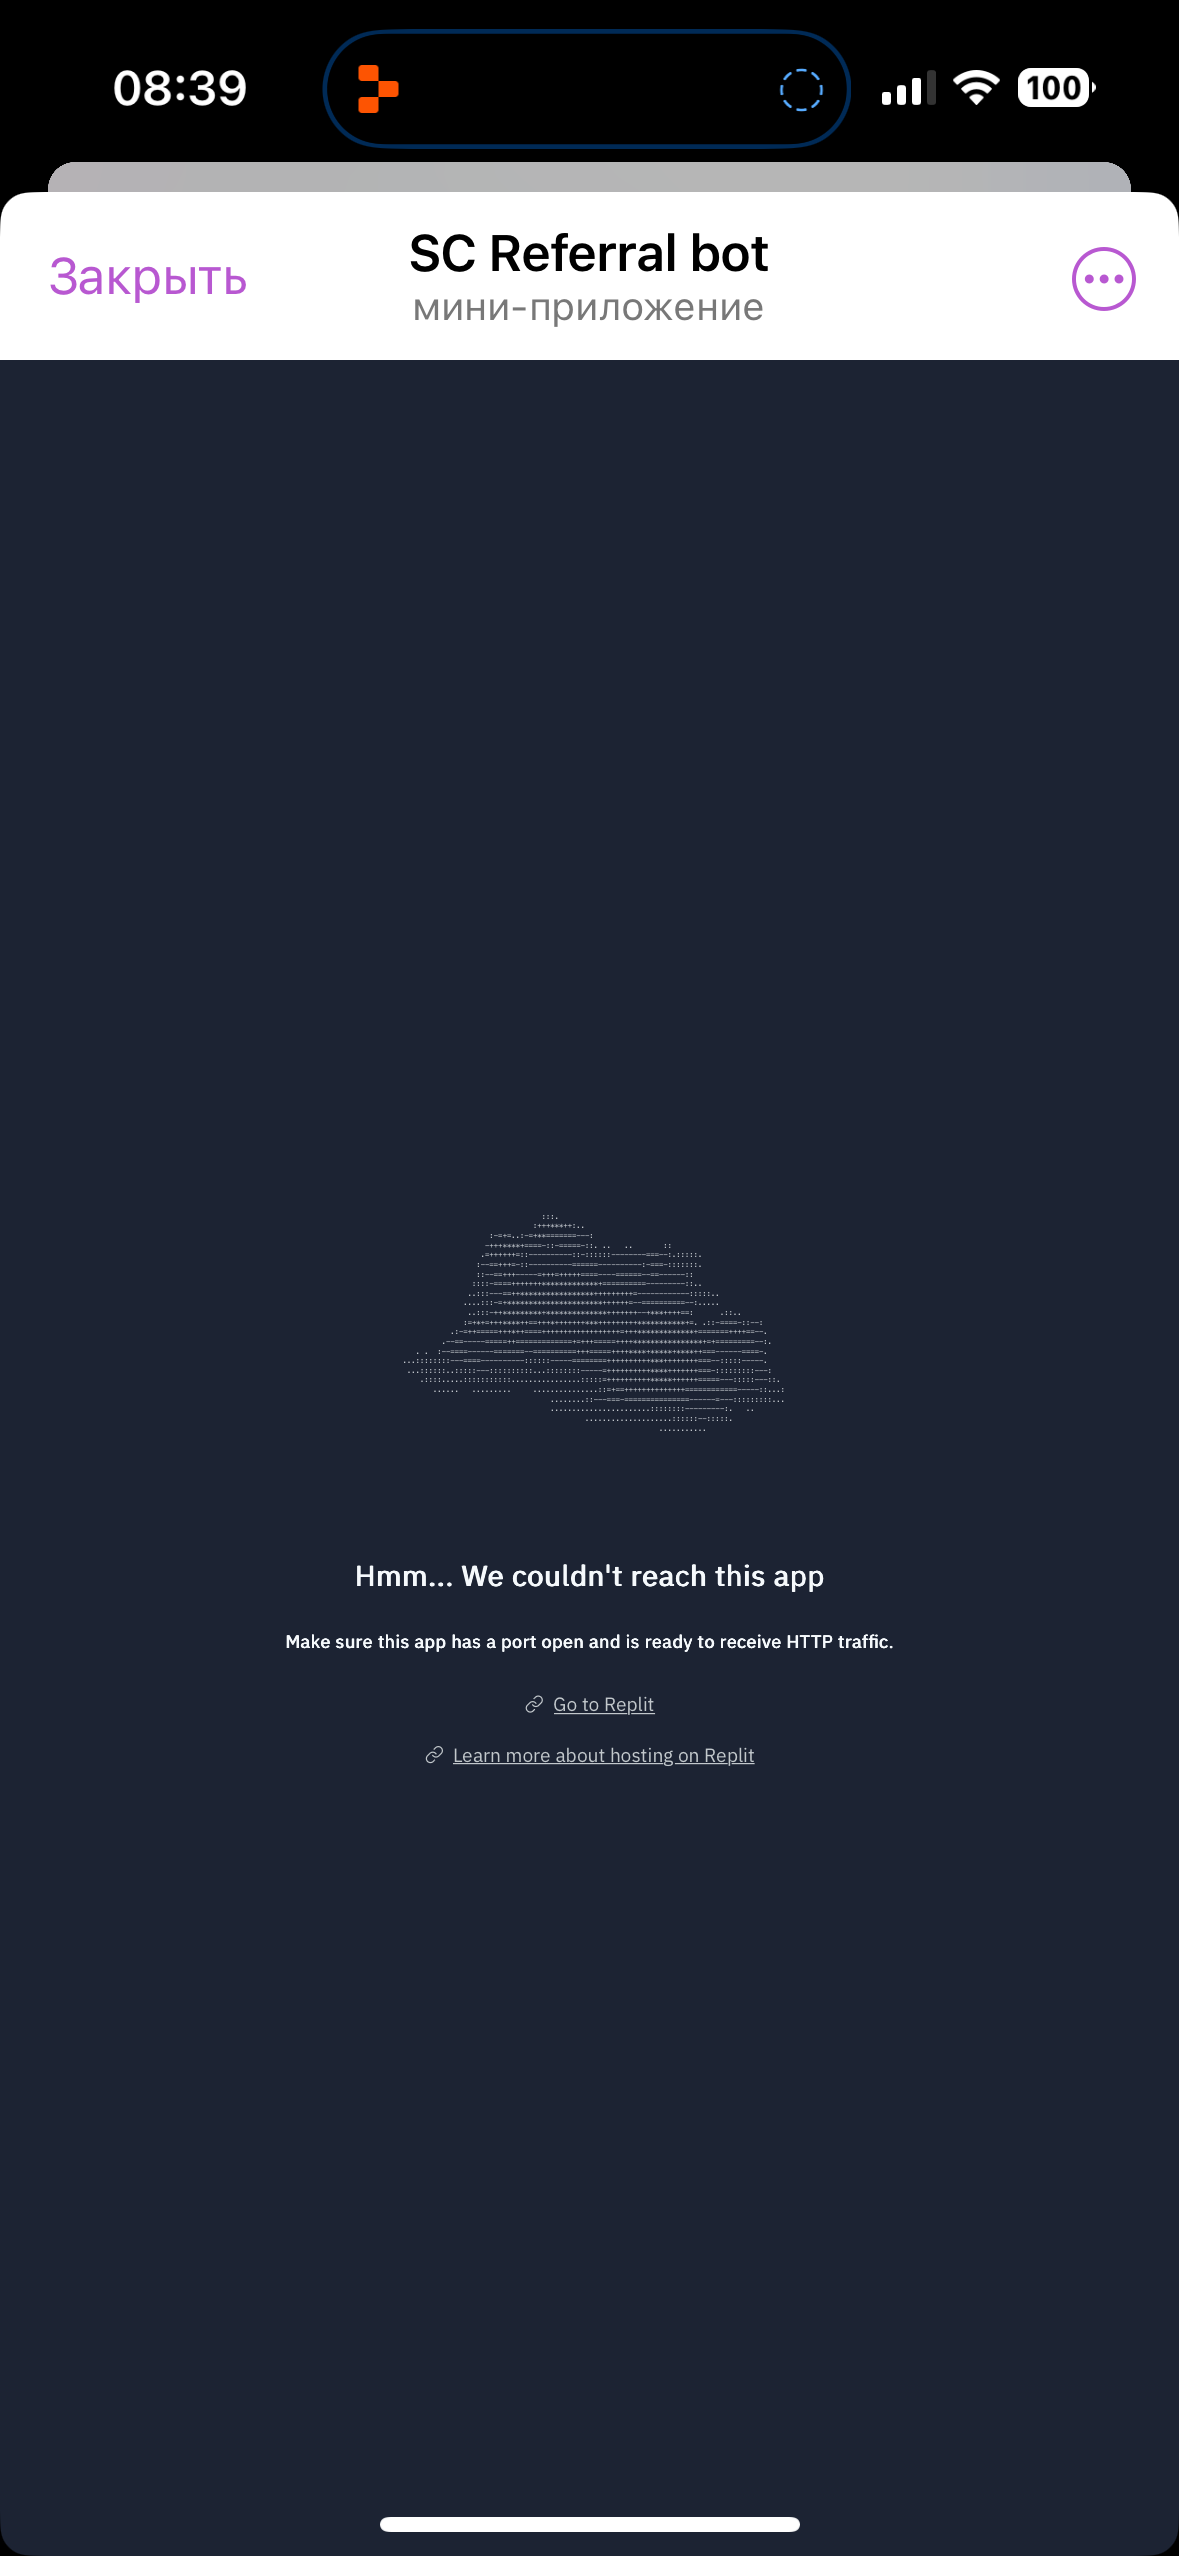 08:39
100
Закрыть
SC Referral bot
мини-приложение
Hmm... We couldn't reach this app
Make sure this app has a port open and is ready to receive HTTP traffic.
Go to Replit
Learn more about hosting on Replit